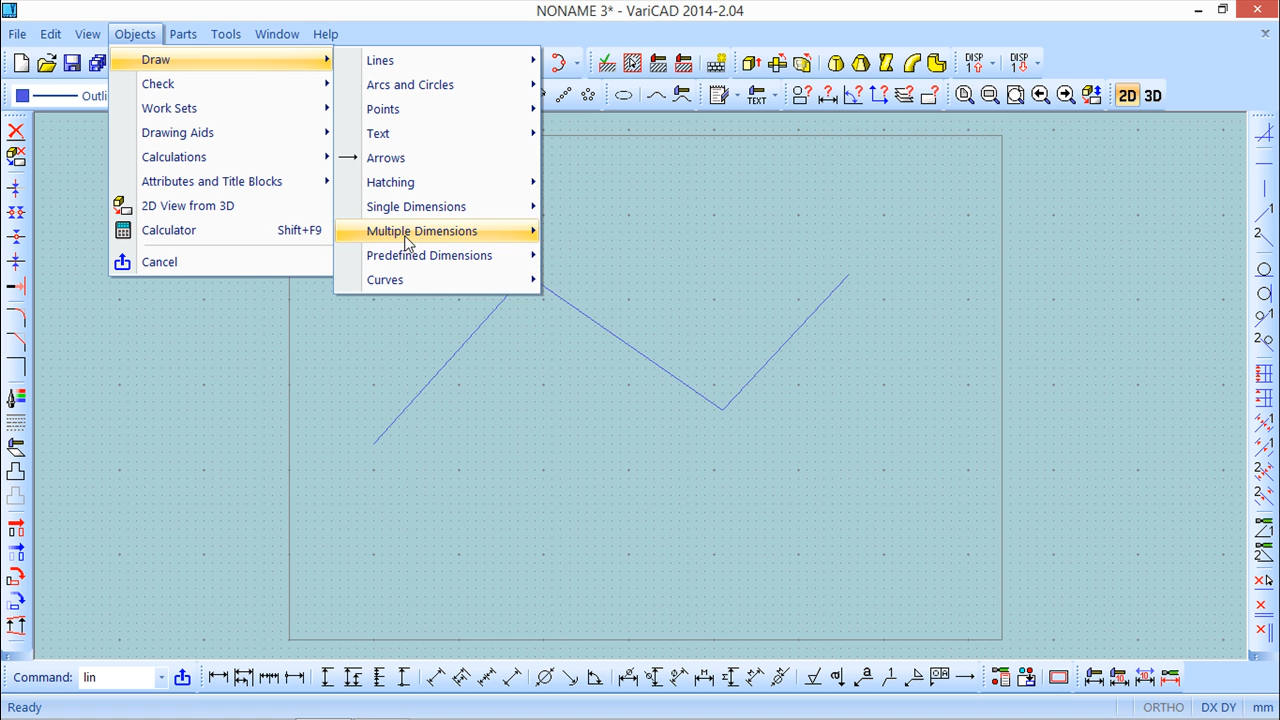 NONAME 3* - VariCAD 2014-2.04
File Edit View Objects Parts Tools Window Help
Draw
Check
Work Sets
Drawing Aids
Calculations
Attributes and Title Blocks
2D View from 3D
Calculator Shift+F9
Cancel
Lines
Arcs and Circles
Points
Text
Arrows
Hatching
Single Dimensions
Multiple Dimensions
Predefined Dimensions
Curves
DISP 1 DISP 1
Outli
TEXT
2D 3D
Command: lin
Ready
ORTHO DX DY mm